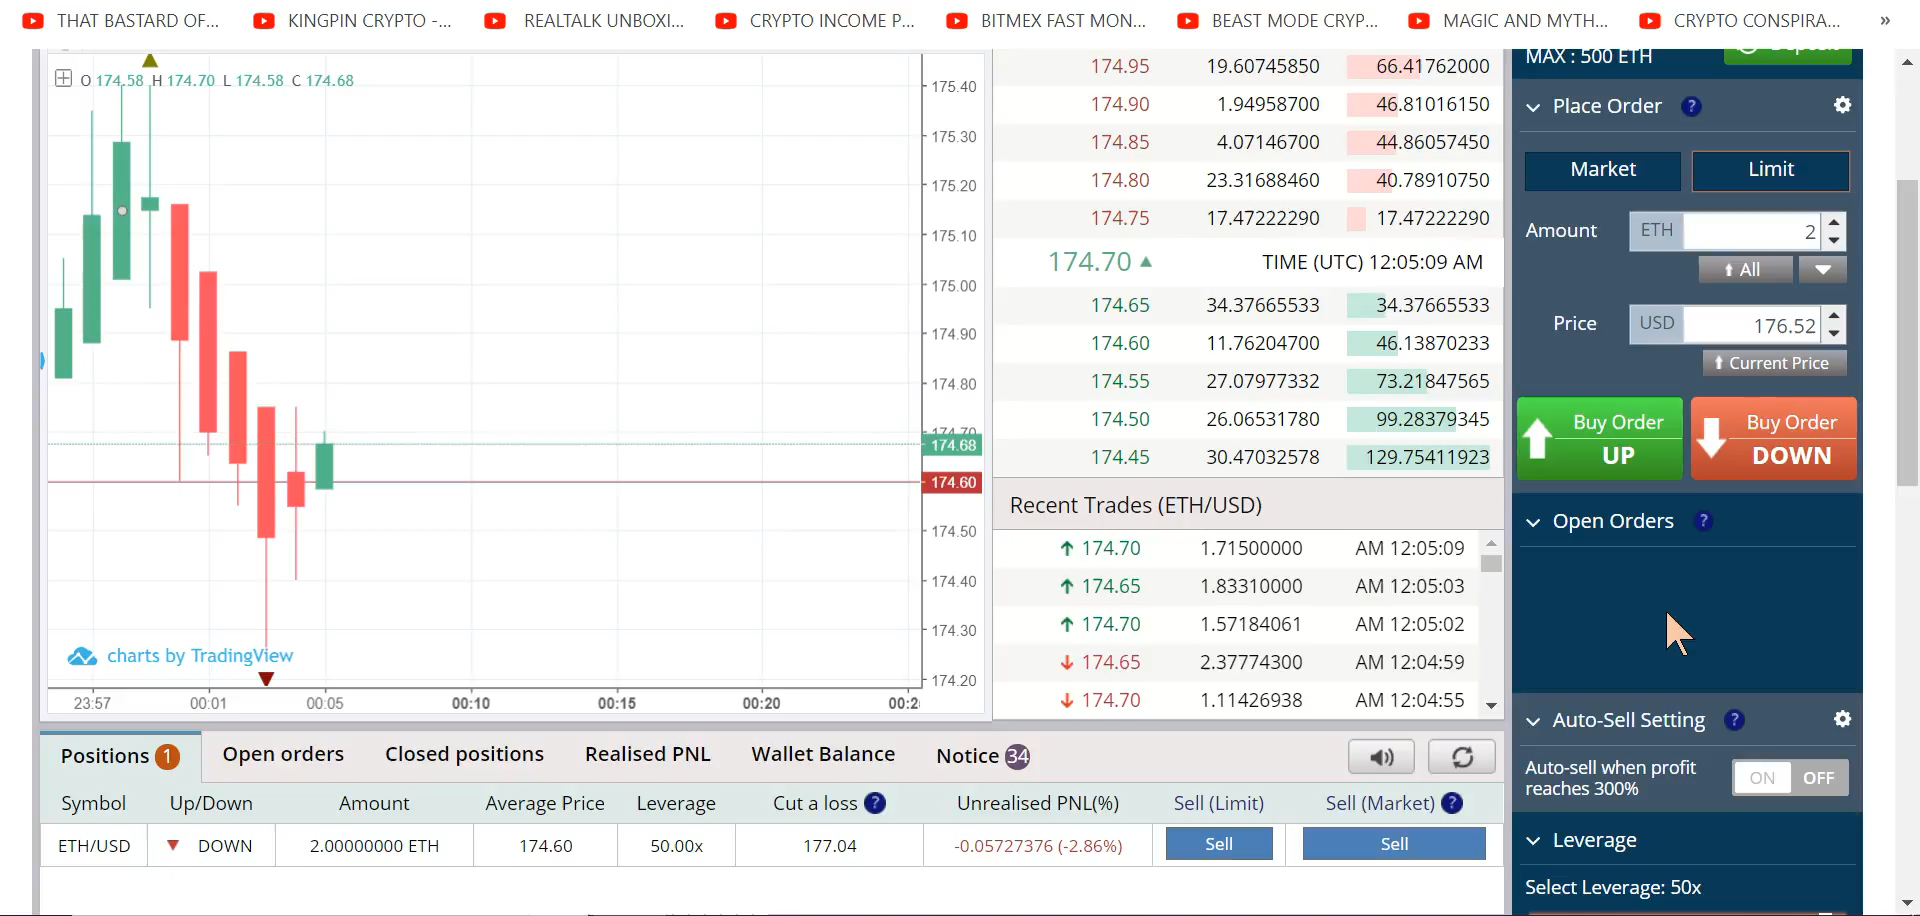 THAT BASTARD OF... KINGPIN CRYPTO -... REALTALK UNBOXI... CRYPTO INCOME P... BITMEX FAST MON... BEAST MODE CRYP... MAGIC AND MYTH... CRYPTO CONSPIRA... »
O 174.58 H 174.70 L 174.58 C 174.68
175.40
175.30
175.20
175.10
175.00
174.90
174.80
174.70
174.68
174.60
174.50
174.40
174.30
174.20
charts by TradingView
23:57 00:01 00:05 00:10 00:15 00:20 00:2
174.95 19.60745850 66.41762000
174.90 1.94958700 46.81016150
174.85 4.07146700 44.86057450
174.80 23.31688460 40.78910750
174.75 17.47222290 17.47222290
174.70 TIME (UTC) 12:05:09 AM
174.65 34.37665533 34.37665533
174.60 11.76204700 46.13870233
174.55 27.07977332 73.21847565
174.50 26.06531780 99.28379345
174.45 30.47032578 129.75411923
Recent Trades (ETH/USD)
174.70 1.71500000 AM 12:05:09
174.65 1.83310000 AM 12:05:03
174.70 1.57184061 AM 12:05:02
174.65 2.37774300 AM 12:04:59
174.70 1.11426938 AM 12:04:55
MAX : 500 ETH Deposit
Place Order ?
Market Limit
Amount ETH 2
All
Price USD 176.52
Current Price
Buy Order UP
Buy Order DOWN
Open Orders ?
Auto-Sell Setting ?
Auto-sell when profit
reaches 300%
ON OFF
Leverage
Select Leverage: 50x
Positions 1 Open orders Closed positions Realised PNL Wallet Balance Notice 34
Symbol Up/Down Amount Average Price Leverage Cut a loss ? Unrealised PNL(%) Sell (Limit) Sell (Market) ?
ETH/USD DOWN 2.00000000 ETH 174.60 50.00x 177.04 -0.05727376 (-2.86%) Sell Sell